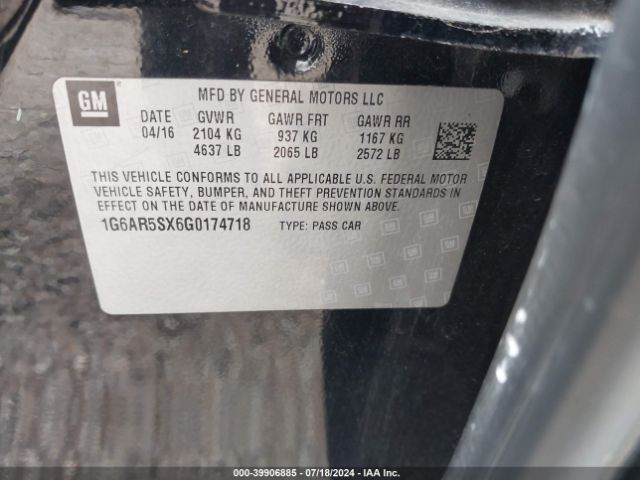 GM
MFD BY GENERAL MOTORS LLC
DATE GVWR GAWR FRT GAWR RR
04/16 2104 KG 937 KG 1167 KG
4637 LB 2065 LB 2572 LB
THIS VEHICLE CONFORMS TO ALL APPLICABLE U.S. FEDERAL MOTOR
VEHICLE SAFETY, BUMPER, AND THEFT PREVENTION STANDARDS IN
EFFECT ON THE DATE OF MANUFACTURE SHOWN ABOVE.
1G6AR5SX6G0174718 TYPE: PASS CAR
000-39906885 - 07/18/2024 - IAA Inc.